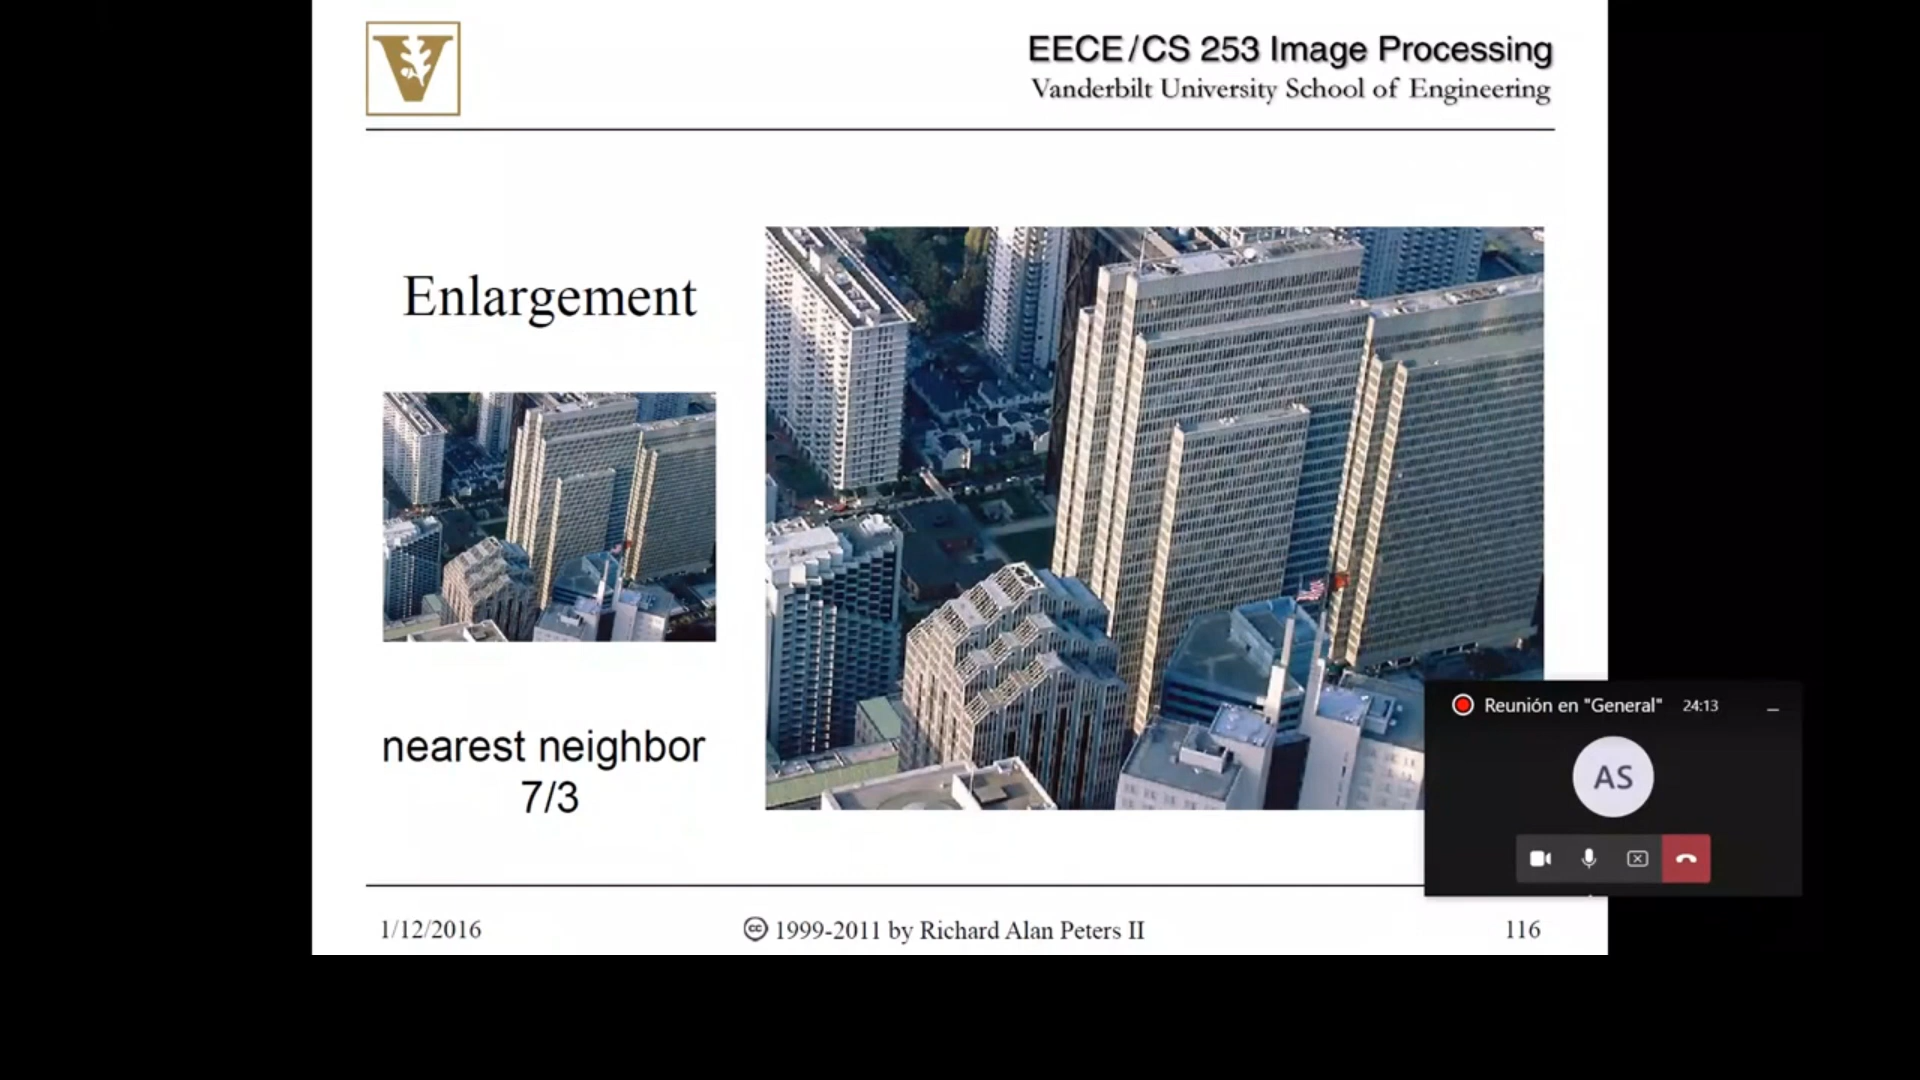 V
EECE/CS 253 Image Processing
Vanderbilt University School of Engineering
Enlargement
nearest neighbor
7/3
Reunión en "General" 24:13
AS
1/12/2016
cc 1999-2011 by Richard Alan Peters II
116